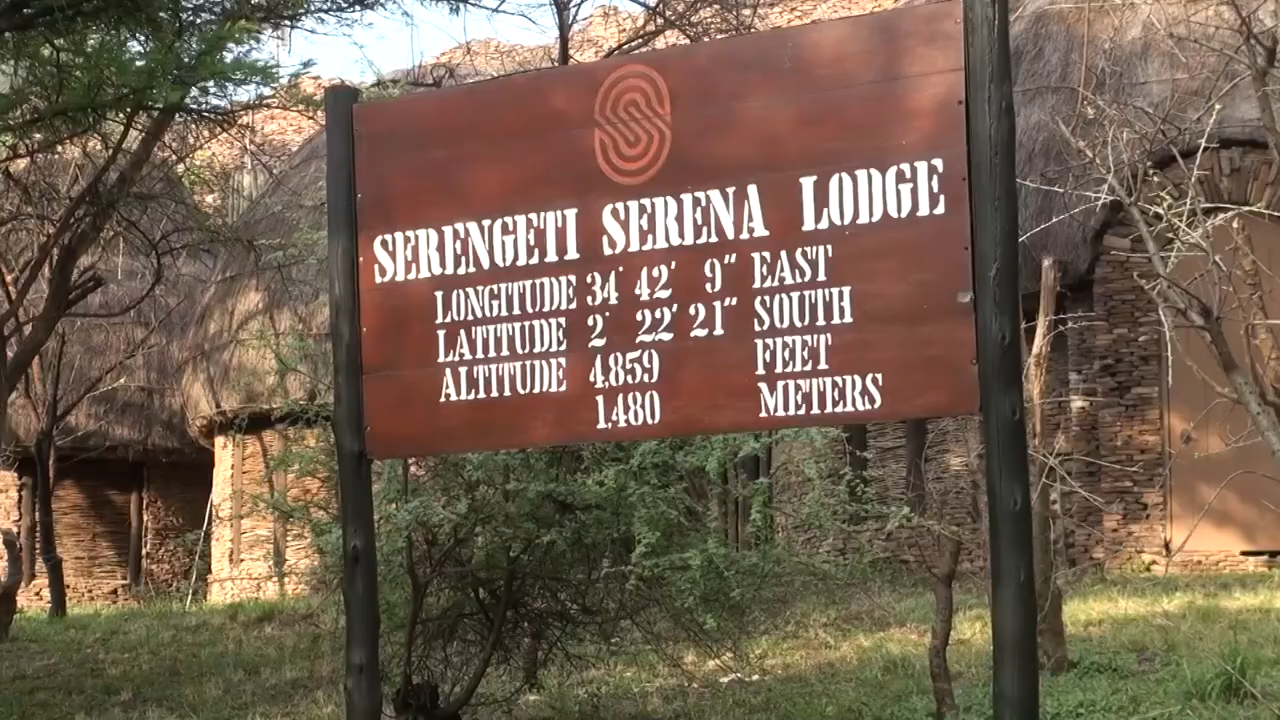 SERENGETI SERENA LODGE
LONGITUDE 34° 42' 9" EAST
LATITUDE 2° 22' 21" SOUTH
ALTITUDE 4,859 FEET
1,480 METERS